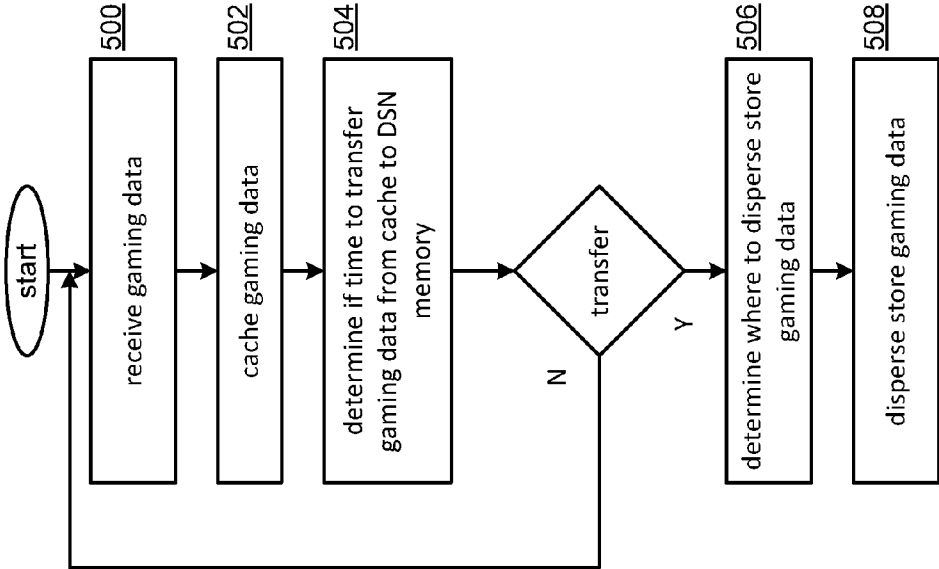 start
500
receive gaming data
502
cache gaming data
504
determine if time to transfer
gaming data from cache to DSN
memory
transfer
N
Y
506
determine where to disperse store
gaming data
508
disperse store gaming data